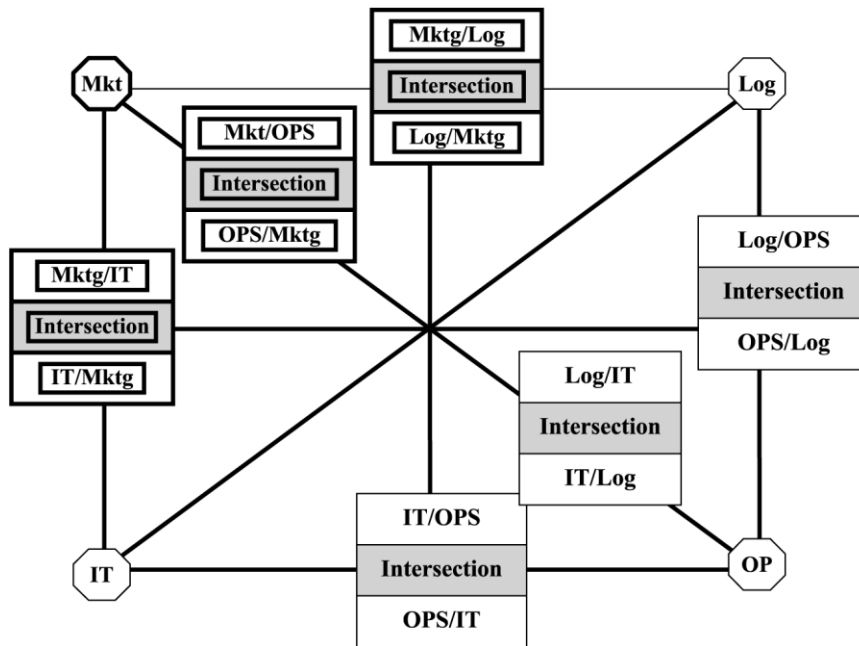 Mktg/Log
Intersection
Log/Mktg
Mkt
Log
Mkt/OPS
Intersection
OPS/Mktg
Mktg/IT
Intersection
IT/Mktg
Log/OPS
Intersection
OPS/Log
Log/IT
Intersection
IT/Log
IT/OPS
Intersection
OPS/IT
IT
OP